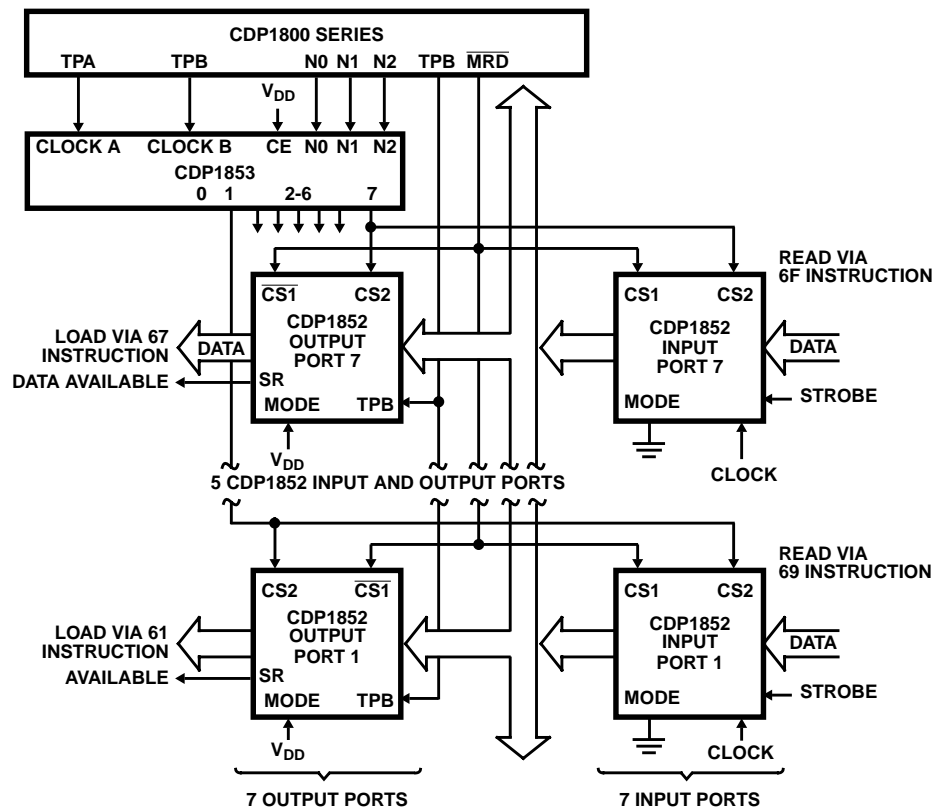 CDP1800 SERIES
TPA TPB N0 N1 N2 TPB MRD
VDD
CLOCK A CLOCK B CE N0 N1 N2
CDP1853
0 1 2-6 7
CS1 CS2
CDP1852
OUTPUT
PORT 7
LOAD VIA 67
INSTRUCTION
DATA
DATA AVAILABLE
SR
MODE TPB
VDD
READ VIA
6F INSTRUCTION
CS1 CS2
CDP1852
INPUT
PORT 7
DATA
MODE
STROBE
CLOCK
5 CDP1852 INPUT AND OUTPUT PORTS
CS2 CS1
CDP1852
OUTPUT
PORT 1
LOAD VIA 61
INSTRUCTION
AVAILABLE
SR
MODE TPB
VDD
READ VIA
69 INSTRUCTION
CS1 CS2
CDP1852
INPUT
PORT 1
DATA
MODE
STROBE
CLOCK
7 OUTPUT PORTS
7 INPUT PORTS